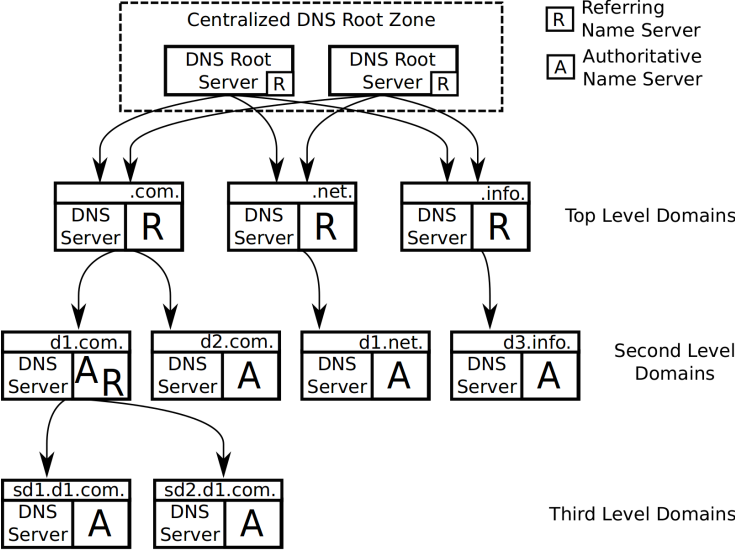 Centralized DNS Root Zone
DNS Root
Server R
DNS Root
Server R
R Referring
Name Server
A Authoritative
Name Server
.com.
DNS
Server
R
.net.
DNS
Server
R
.info.
DNS
Server
R
Top Level Domains
d1.com.
DNS
Server
A
R
d2.com.
DNS
Server
A
d1.net.
DNS
Server
A
d3.info.
DNS
Server
A
Second Level
Domains
sd1.d1.com.
DNS
Server
A
sd2.d1.com.
DNS
Server
A
Third Level Domains